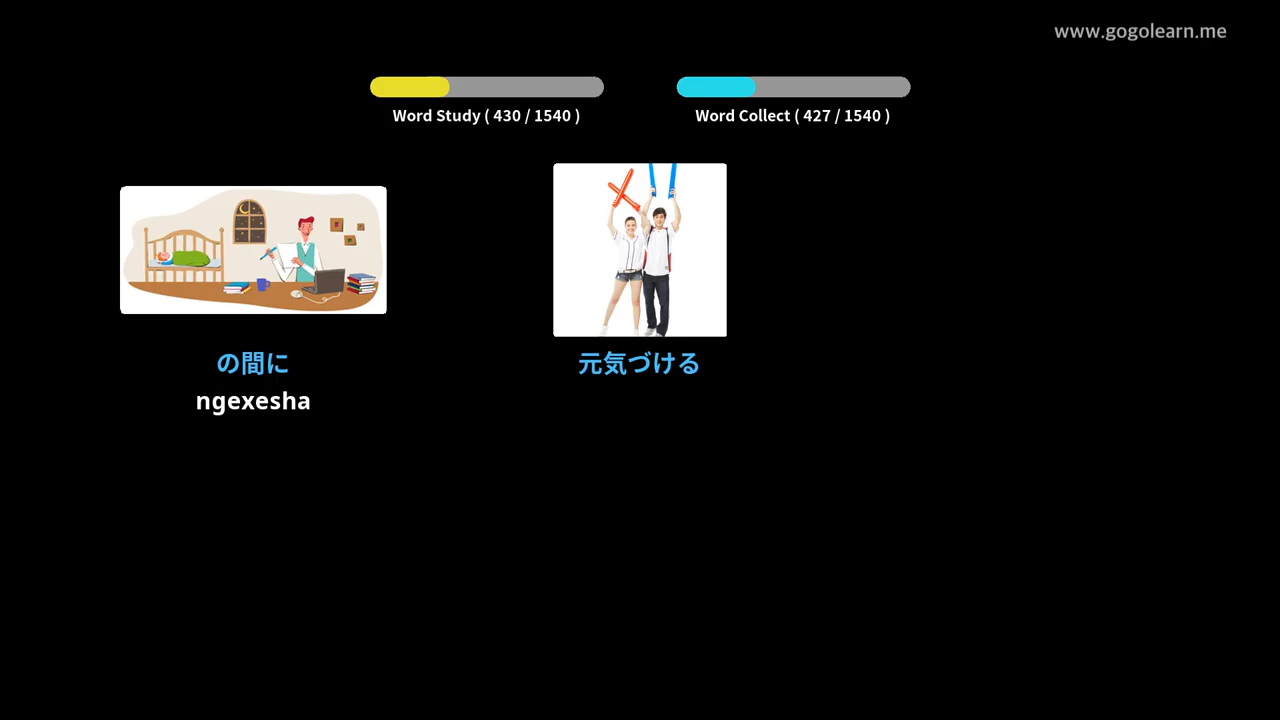 www.gogolearn.me
Word Study ( 430 / 1540 )
Word Collect ( 427 / 1540 )
の間に
ngexesha
元気づける